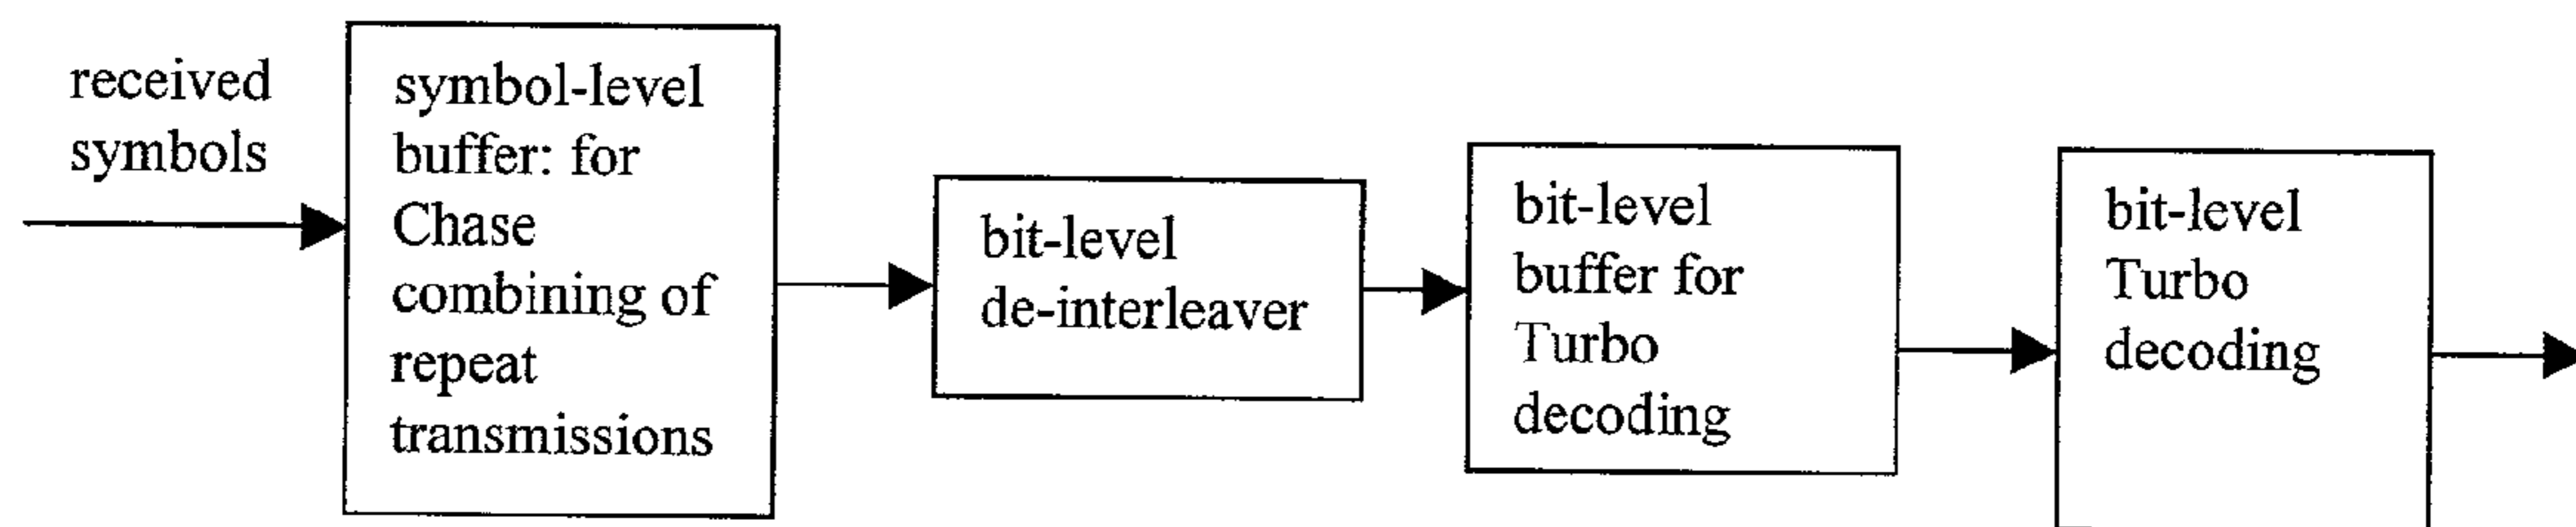 received
symbols
symbol-level
buffer: for
Chase
combining of
repeat
transmissions
bit-level
de-interleaver
bit-level
buffer for
Turbo
decoding
bit-level
Turbo
decoding